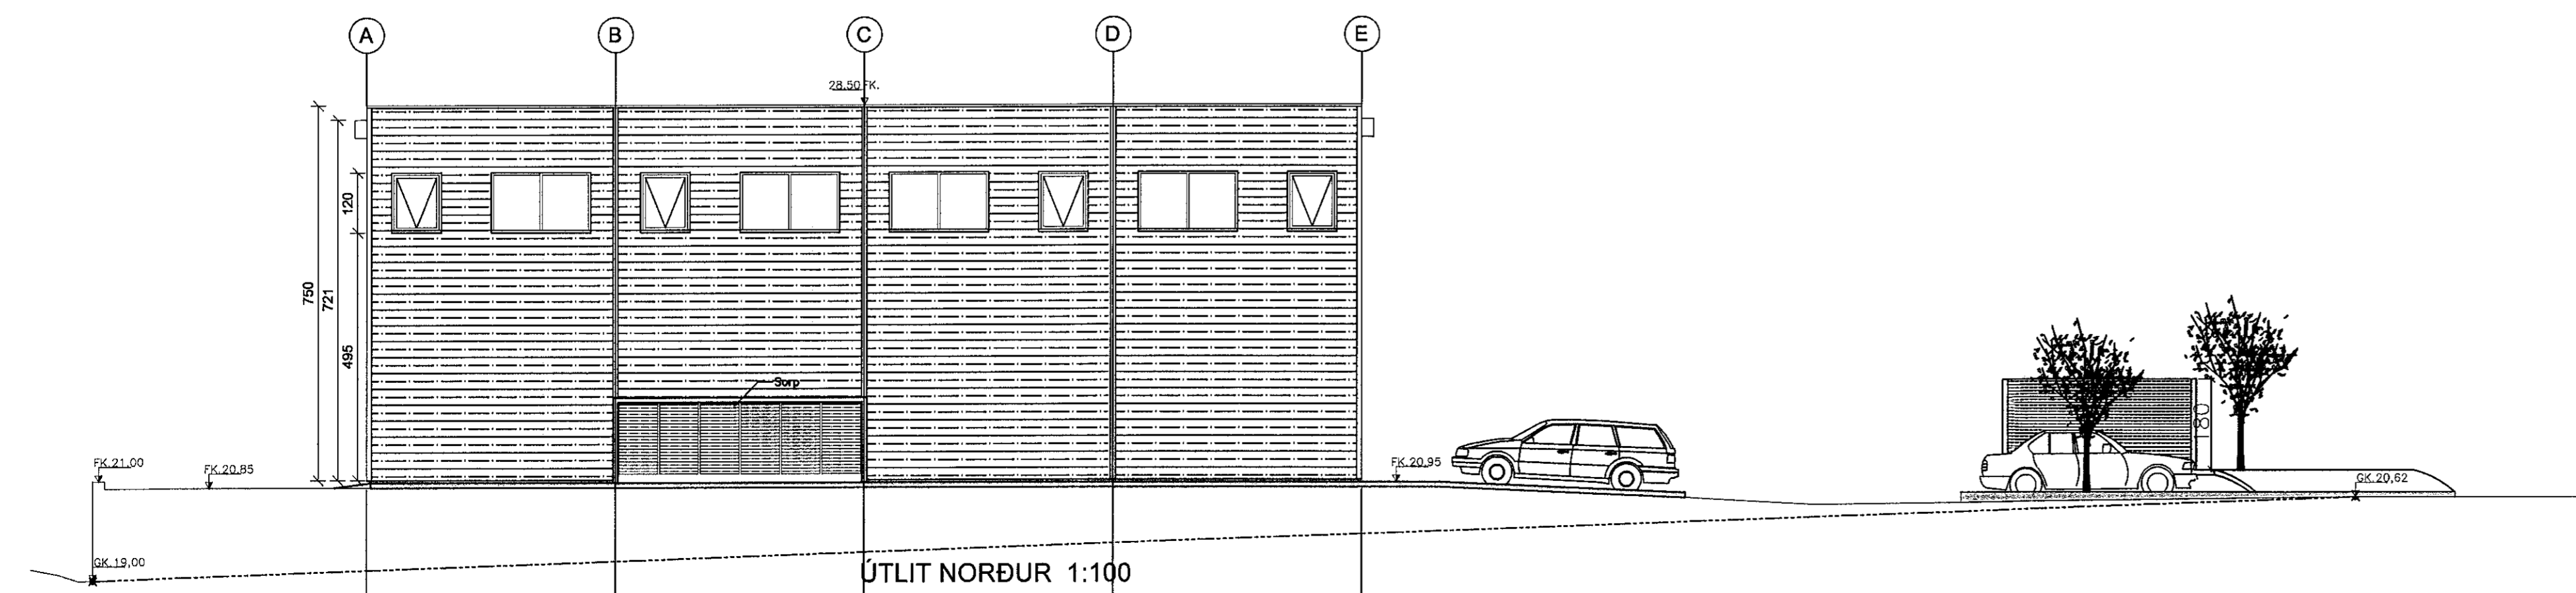 A B C D E
28.50 FK.
120
750
721
495
Sorp
180
FK.21.00
FK.20.85
FK.20.95
GK.20,62
GK.19,00
ÚTLIT NORÐUR 1:100